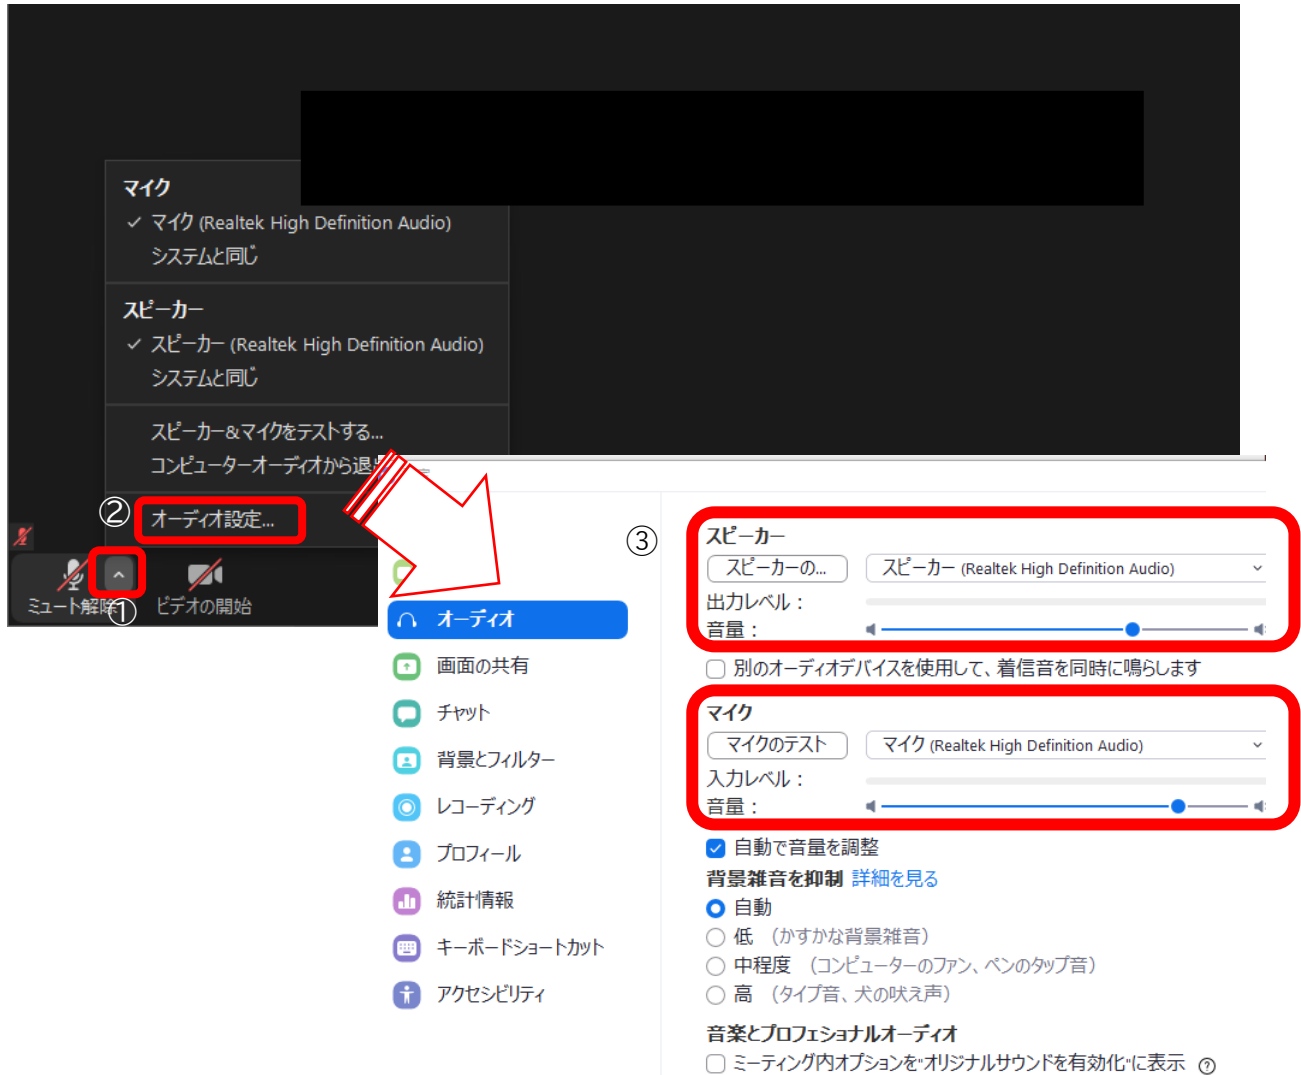 マイク
マイク (Realtek High Definition Audio)
システムと同じ
スピーカー
スピーカー (Realtek High Definition Audio)
システムと同じ
スピーカー&マイクをテストする...
コンピューターオーディオから退
② オーディオ設定...
ミュート解除
①
ビデオの開始
オーディオ
画面の共有
チャット
背景とフィルター
レコーディング
プロフィール
統計情報
キーボードショートカット
アクセシビリティ
③
スピーカー
スピーカーの... スピーカー (Realtek High Definition Audio)
出力レベル：
音量：
別のオーディオデバイスを使用して、着信音を同時に鳴らします
マイク
マイクのテスト マイク (Realtek High Definition Audio)
入力レベル：
音量：
自動で音量を調整
背景雑音を抑制 詳細を見る
自動
低 （かすかな背景雑音）
中程度 （コンピューターのファン、ペンのタップ音）
高 （タイプ音、犬の吠え声）
音楽とプロフェショナルオーディオ
ミーティング内オプションを"オリジナルサウンドを有効化"に表示